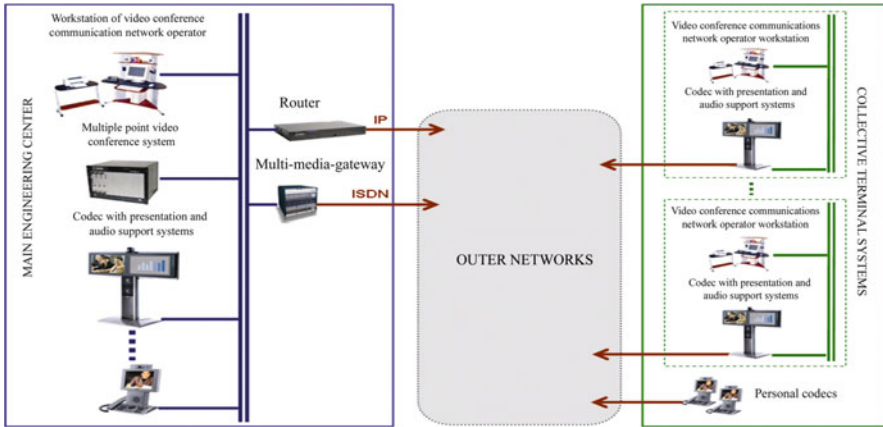 MAIN ENGINEERING CENTER
Workstation of video conference
communication network operator
Multiple point video
conference system
Codec with presentation and
audio support systems
Router
IP
Multi-media-gateway
ISDN
OUTER NETWORKS
Video conference communications
network operator workstation
Codec with presentation and
audio support systems
Video conference communications
network operator workstation
Codec with presentation and
audio support systems
Personal codecs
COLLECTIVE TERMINAL SYSTEMS